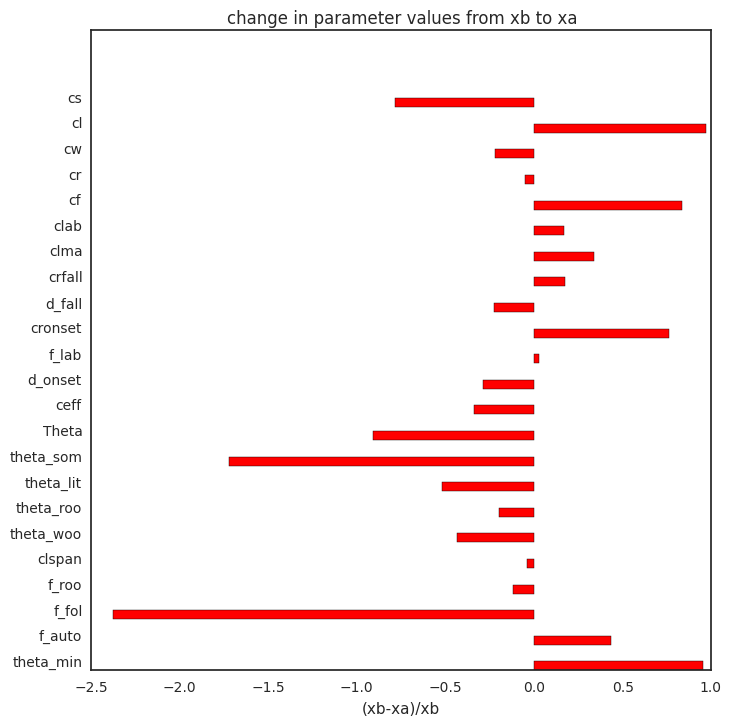 change in parameter values from xb to xa
cs
cl
cw
cr
cf
clab
clma
crfall
d_fall
cronset
f_lab
d_onset
ceff
Theta
theta_som
theta_lit
theta_roo
theta_woo
clspan
f_roo
f_fol
f_auto
theta_min
−2.5 −2.0 −1.5 −1.0 −0.5 0.0 0.5 1.0
(xb-xa)/xb